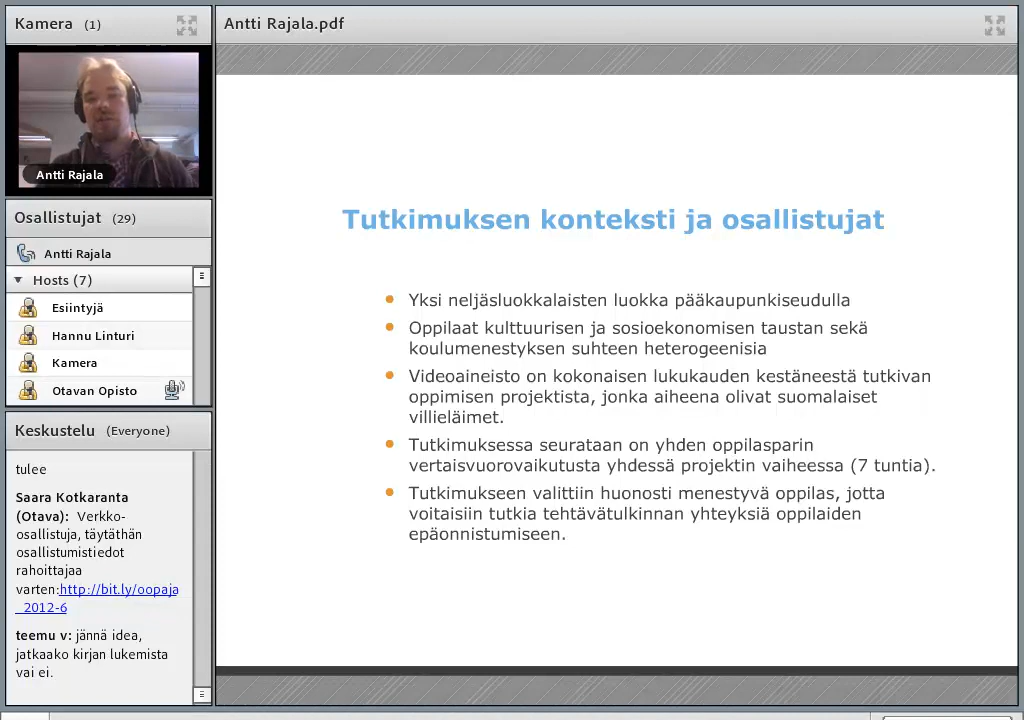 Kamera (1)
Antti Rajala
Osallistujat (29)
Antti Rajala
Hosts (7)
Esiintyjä
Hannu Linturi
Kamera
Otavan Opisto
Keskustelu (Everyone)
tulee
Saara Kotkaranta
(Otava): Verkko-
osallistuja, täytäthän
osallistumistiedot
rahoittajaa
varten:http://bit.ly/oopaja
_2012-6
teemu v: jännä idea,
jatkaako kirjan lukemista
vai ei.
Antti Rajala.pdf
Tutkimuksen konteksti ja osallistujat
• Yksi neljäsluokkalaisten luokka pääkaupunkiseudulla
• Oppilaat kulttuurisen ja sosioekonomisen taustan sekä
koulumenestyksen suhteen heterogeenisia
• Videoaineisto on kokonaisen lukukauden kestäneestä tutkivan
oppimisen projektista, jonka aiheena olivat suomalaiset
villieläimet.
• Tutkimuksessa seurataan on yhden oppilasparin
vertaisvuorovaikutusta yhdessä projektin vaiheessa (7 tuntia).
• Tutkimukseen valittiin huonosti menestyvä oppilas, jotta
voitaisiin tutkia tehtävätulkinnan yhteyksiä oppilaiden
epäonnistumiseen.